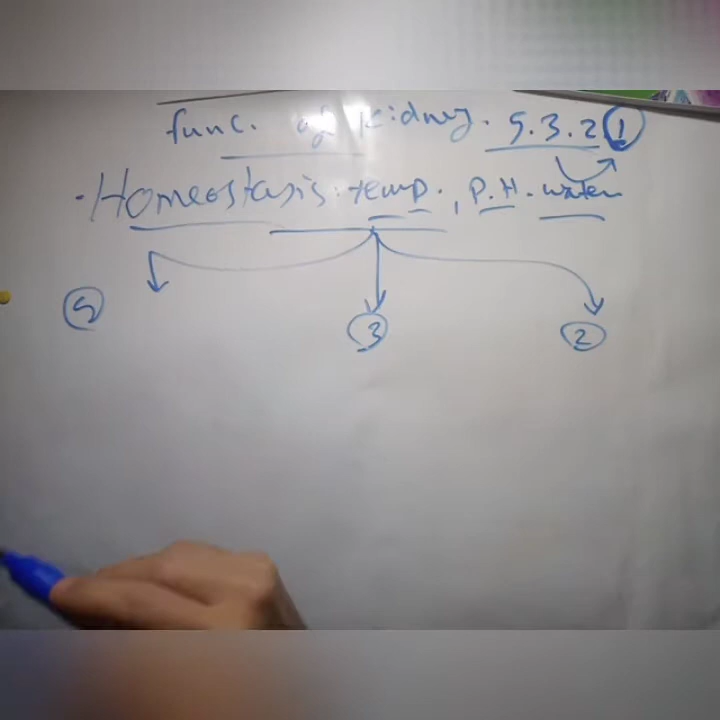 func. of kidney. 5.3.2 1
. Homeostasis: temp., P.H. water
5 3 2